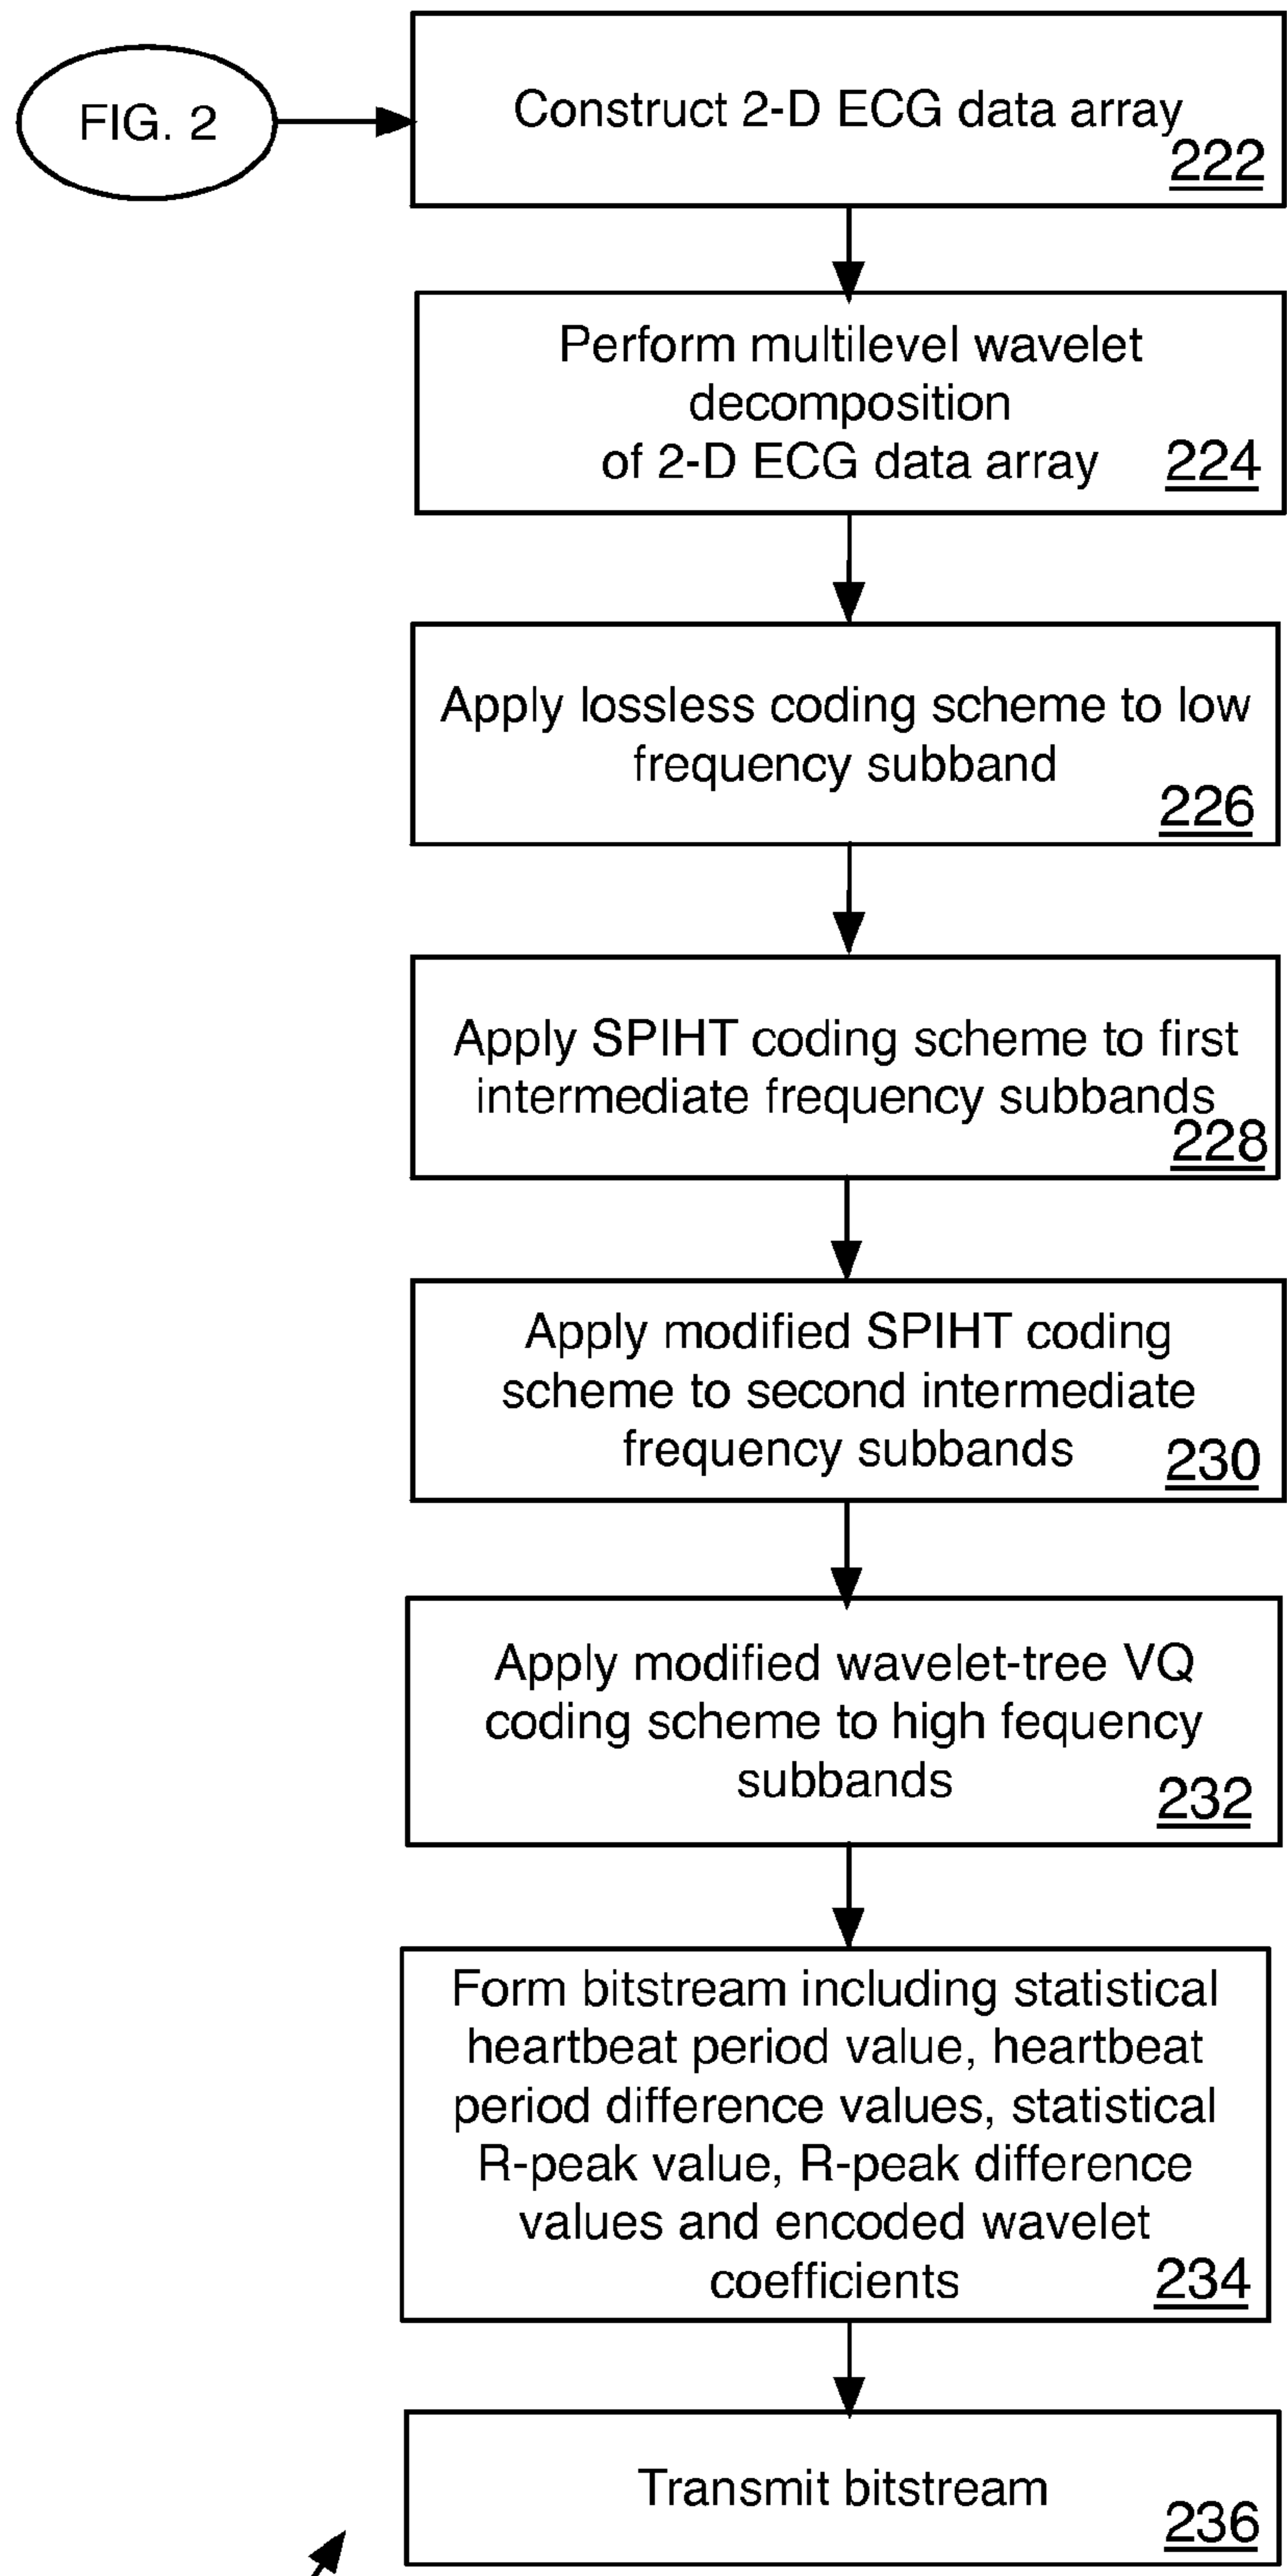 FIG. 2
Construct 2-D ECG data array
222
Perform multilevel wavelet
decomposition
of 2-D ECG data array 224
Apply lossless coding scheme to low
frequency subband
226
Apply SPIHT coding scheme to first
intermediate frequency subbands
228
Apply modified SPIHT coding
scheme to second intermediate
frequency subbands 230
Apply modified wavelet-tree VQ
coding scheme to high fequency
subbands 232
Form bitstream including statistical
heartbeat period value, heartbeat
period difference values, statistical
R-peak value, R-peak difference
values and encoded wavelet
coefficients 234
Transmit bitstream
236